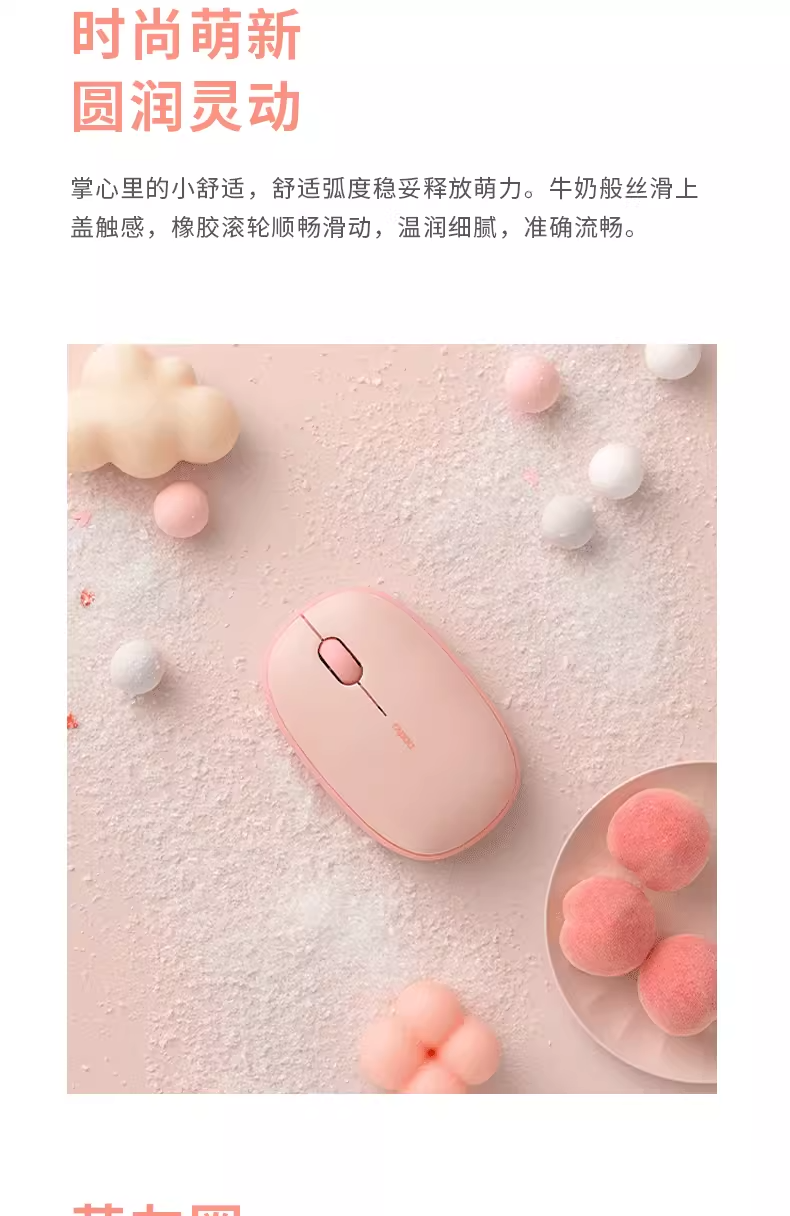 时尚萌新
圆润灵动
掌心里的小舒适，舒适弧度稳妥释放萌力。牛奶般丝滑上
盖触感，橡胶滚轮顺畅滑动，温润细腻，准确流畅。
rapoo